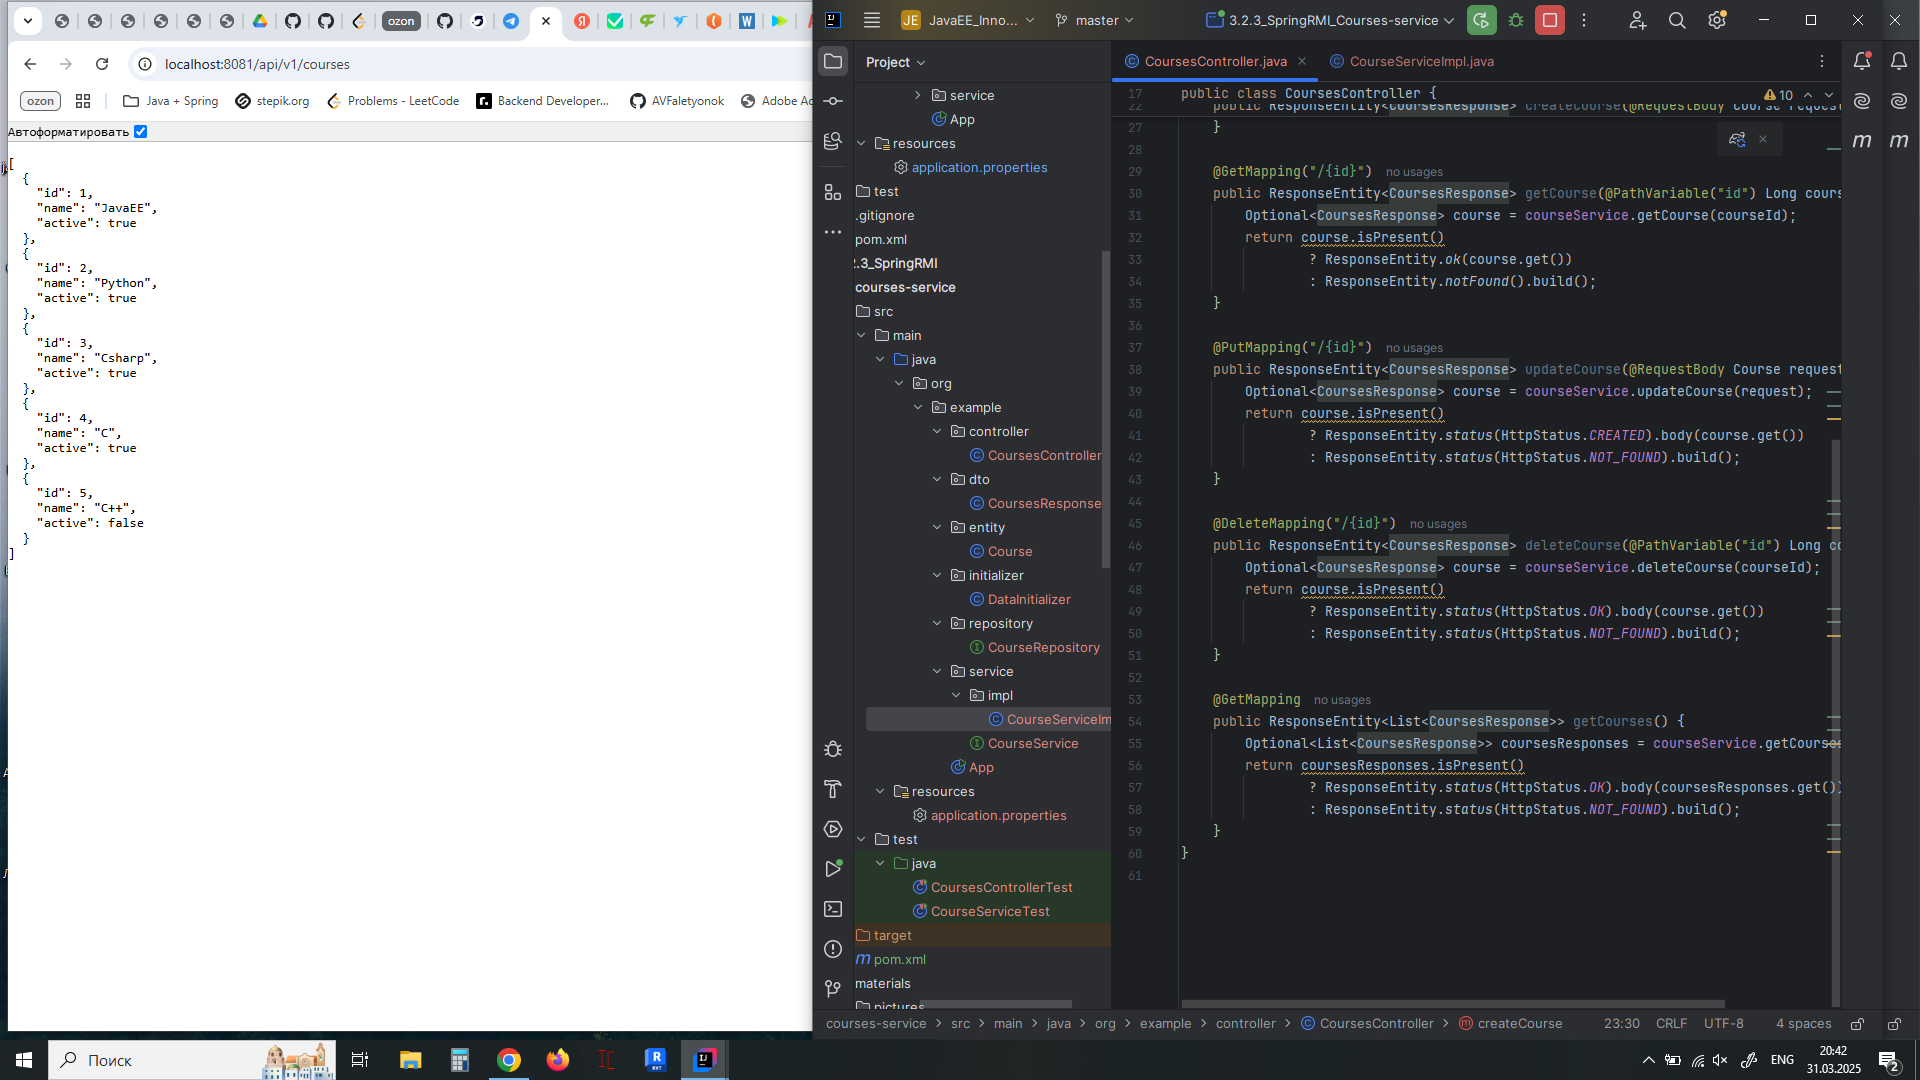 ozon
localhost:8081/api/v1/courses
ozon
Java + Spring
stepik.org
Problems - LeetCode
Backend Developer...
AVFaletyonok
Автоформатировать
[
{
"id": 1,
"name": "JavaEE",
"active": true
},
{
"id": 2,
"name": "Python",
"active": true
},
{
"id": 3,
"name": "Csharp",
"active": true
},
{
"id": 4,
"name": "C",
"active": true
},
{
"id": 5,
"name": "C++",
"active": false
}
]
JE JavaEE_Inno...
master
3.2.3_SpringRMI_Courses-service
Project
service
App
resources
application.properties
test
.gitignore
pom.xml
2.3_SpringRMI
courses-service
src
main
java
org
example
controller
CoursesController
dto
CoursesResponse
entity
Course
initializer
DataInitializer
repository
CourseRepository
service
impl
CourseServiceIm
CourseService
App
resources
application.properties
test
java
CoursesControllerTest
CourseServiceTest
target
pom.xml
materials
pictures
CoursesController.java
CourseServiceImpl.java
17 public class CoursesController {
10
22 public ResponseEntity<CoursesResponse> createCourse(@RequestBody Course request
27 }
28
29 @GetMapping("/{id}") no usages
30 public ResponseEntity<CoursesResponse> getCourse(@PathVariable("id") Long cours
31 Optional<CoursesResponse> course = courseService.getCourse(courseId);
32 return course.isPresent()
33 ? ResponseEntity.ok(course.get())
34 : ResponseEntity.notFound().build();
35 }
36
37 @PutMapping("/{id}") no usages
38 public ResponseEntity<CoursesResponse> updateCourse(@RequestBody Course request
39 Optional<CoursesResponse> course = courseService.updateCourse(request);
40 return course.isPresent()
41 ? ResponseEntity.status(HttpStatus.CREATED).body(course.get())
42 : ResponseEntity.status(HttpStatus.NOT_FOUND).build();
43 }
44
45 @DeleteMapping("/{id}") no usages
46 public ResponseEntity<CoursesResponse> deleteCourse(@PathVariable("id") Long co
47 Optional<CoursesResponse> course = courseService.deleteCourse(courseId);
48 return course.isPresent()
49 ? ResponseEntity.status(HttpStatus.OK).body(course.get())
50 : ResponseEntity.status(HttpStatus.NOT_FOUND).build();
51 }
52
53 @GetMapping no usages
54 public ResponseEntity<List<CoursesResponse>> getCourses() {
55 Optional<List<CoursesResponse>> coursesResponses = courseService.getCourses
56 return coursesResponses.isPresent()
57 ? ResponseEntity.status(HttpStatus.OK).body(coursesResponses.get())
58 : ResponseEntity.status(HttpStatus.NOT_FOUND).build();
59 }
60 }
61
courses-service > src > main > java > org > example > controller > CoursesController > createCourse
23:30 CRLF UTF-8 4 spaces
Поиск
ENG
20:42
31.03.2025
2